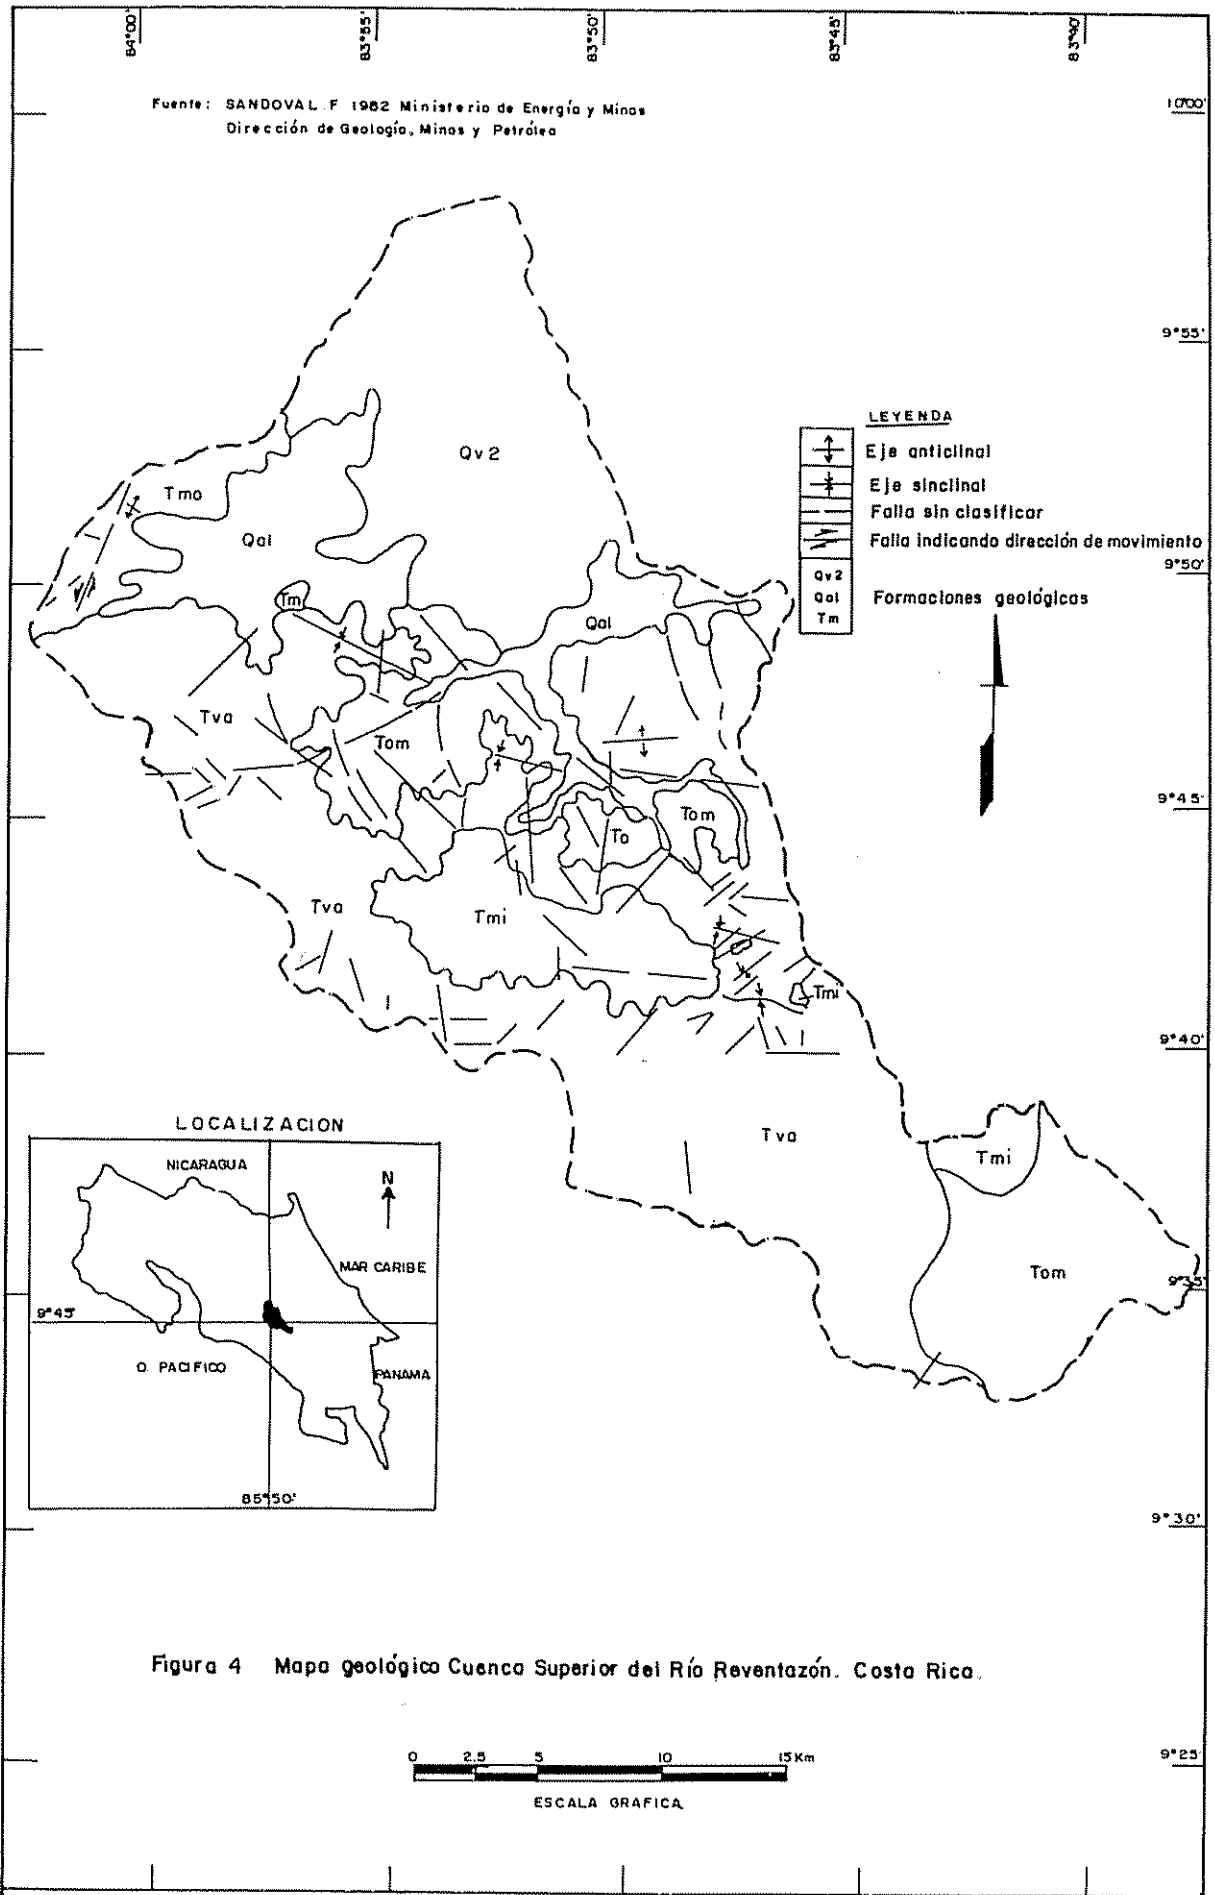 84°00'
83°55'
83°50'
83°45'
83°40'
Fuente: SANDOVAL F 1982 Ministerio de Energía y Minas
Dirección de Geología, Minas y Petróleo
10°00'
9°55'
LEYENDA
Eje anticlinal
Eje sinclinal
Falla sin clasificar
Falla indicando dirección de movimiento
Qv2
Qal
Tm
Formaciones geológicas
9°50'
Qv2
Tmo
Qal
Tm
Qal
Tva
Tom
9°45'
Tom
To
Tva
Tmi
Tmi
9°40'
Tva
Tmi
Tom
9°35'
LOCALIZACION
NICARAGUA
N
MAR CARIBE
9°45'
O. PACIFICO
PANAMA
85°50'
9°30'
Figura 4 Mapa geológico Cuenca Superior del Río Reventazón. Costa Rica.
0 2.5 5 10 15 Km
ESCALA GRAFICA
9°25'